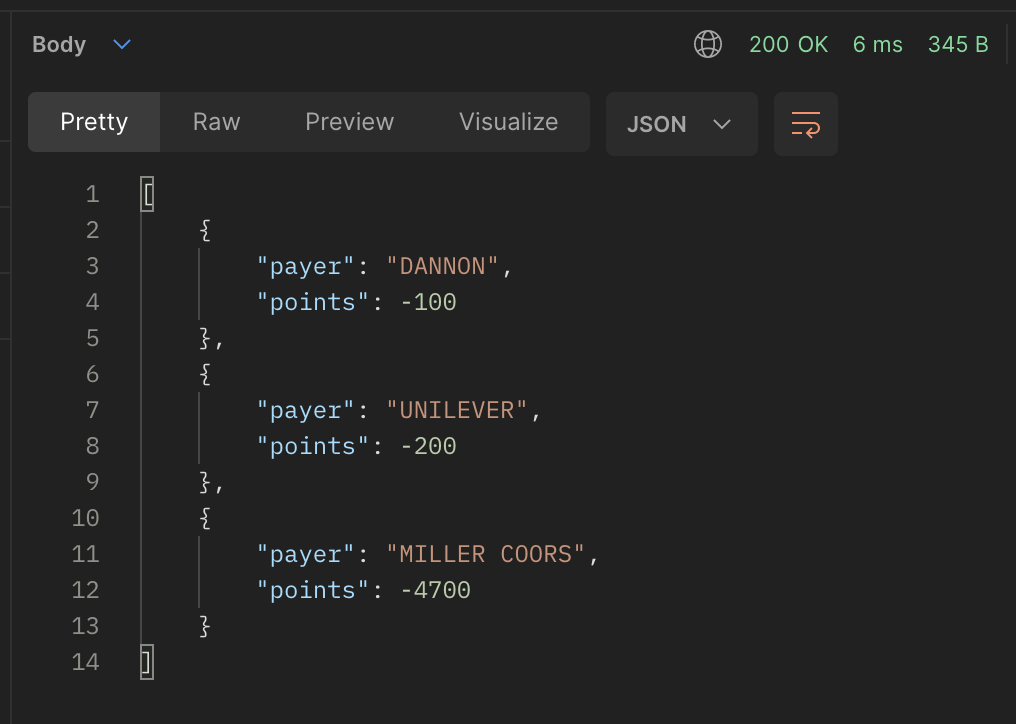 Body 200 OK 6 ms 345 B
Pretty Raw Preview Visualize JSON
1 [
2 {
3 "payer": "DANNON",
4 "points": -100
5 },
6 {
7 "payer": "UNILEVER",
8 "points": -200
9 },
10 {
11 "payer": "MILLER COORS",
12 "points": -4700
13 }
14 ]